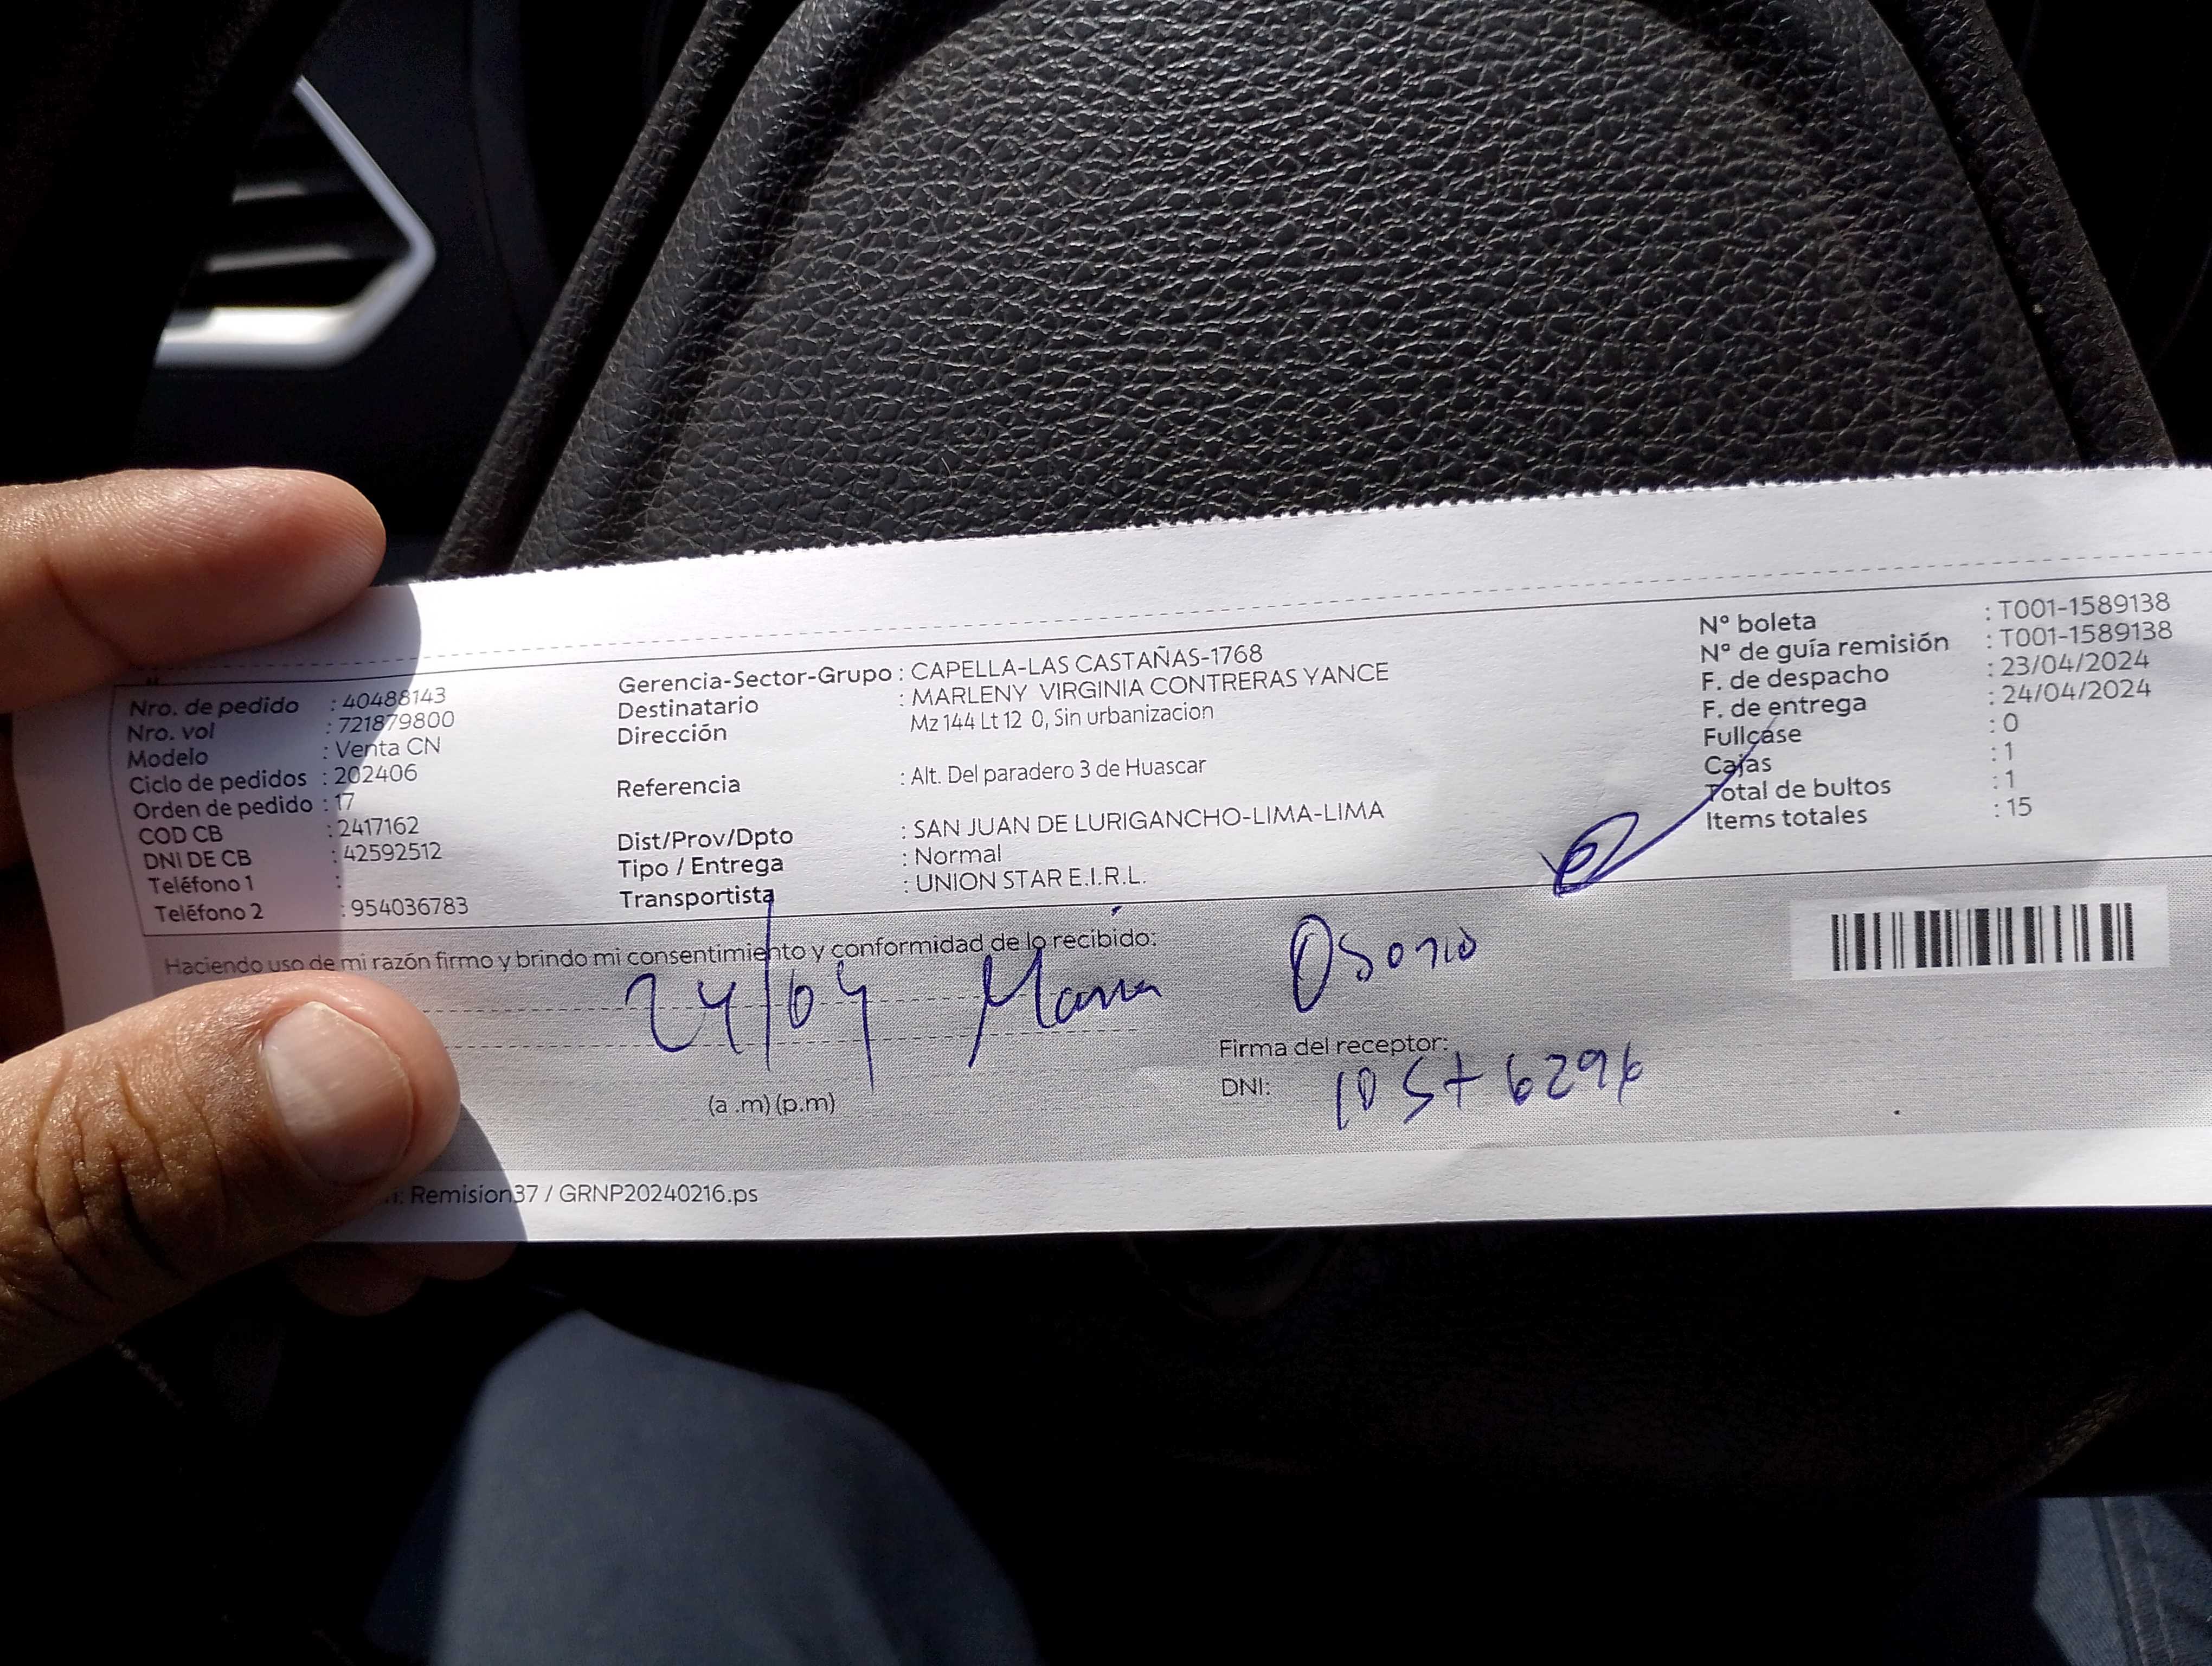 Nro. de pedido : 40488143
Nro. vol : 721879800
Modelo : Venta CN
Ciclo de pedidos : 202406
Orden de pedido : 17
COD CB : 2417162
DNI DE CB : 42592512
Teléfono 1 :
Teléfono 2 : 954036783
Gerencia-Sector-Grupo : CAPELLA-LAS CASTAÑAS-1768
Destinatario : MARLENY VIRGINIA CONTRERAS YANCE
Dirección Mz 144 Lt 12 0, Sin urbanizacion
Referencia : Alt. Del paradero 3 de Huascar
Dist/Prov/Dpto : SAN JUAN DE LURIGANCHO-LIMA-LIMA
Tipo / Entrega : Normal
Transportista : UNION STAR E.I.R.L.
N° boleta : T001-1589138
N° de guía remisión : T001-1589138
F. de despacho : 23/04/2024
F. de entrega : 24/04/2024
Fullcase : 0
Cajas : 1
Total de bultos : 1
Items totales : 15
Haciendo uso de mi razón firmo y brindo mi consentimiento y conformidad de lo recibido:
24/04 María Osorio
Firma del receptor:
DNI:
(a .m) (p.m)
Remision37 / GRNP20240216.ps